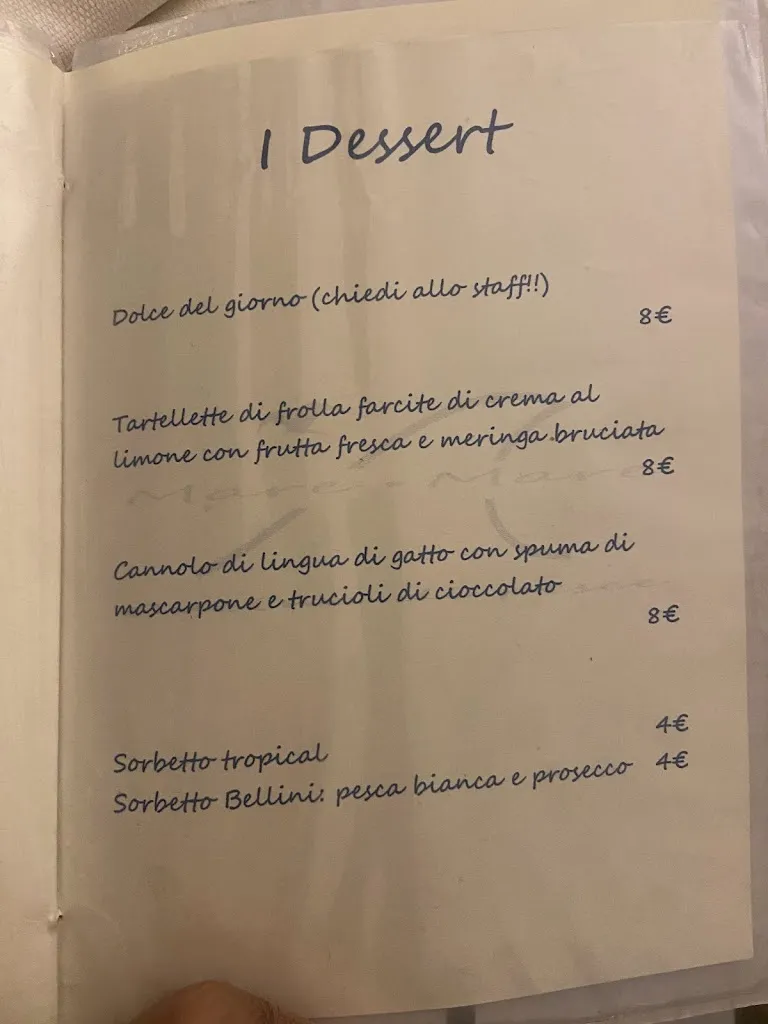 I Dessert
Dolce del giorno (chiedi allo staff!!)
8€
Tartellette di frolla farcite di crema al
limone con frutta fresca e meringa bruciata
8€
Cannolo di lingua di gatto con spuma di
mascarpone e trucioli di cioccolato
8€
Sorbetto tropical 4€
Sorbetto Bellini: pesca bianca e prosecco 4€